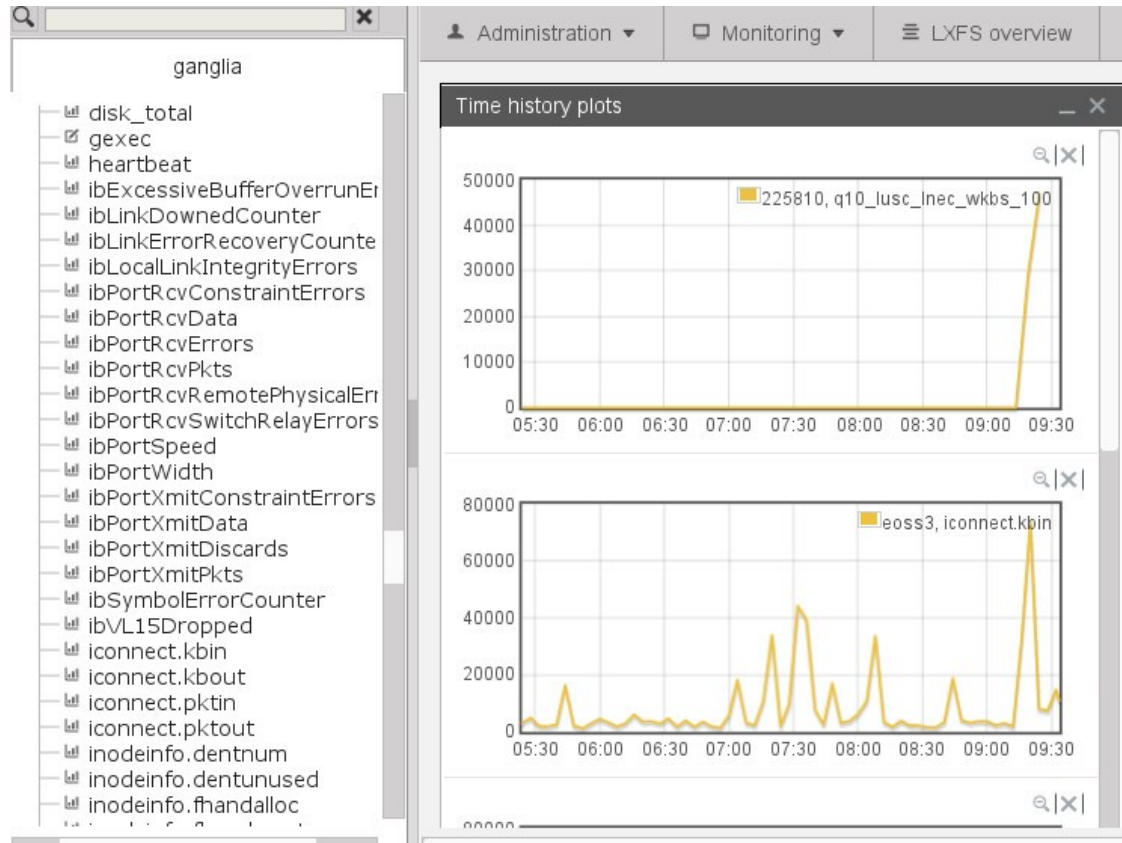 ganglia
disk_total
gexec
heartbeat
ibExcessiveBufferOverrunEr
ibLinkDownedCounter
ibLinkErrorRecoveryCounte
ibLocalLinkIntegrityErrors
ibPortRcvConstraintErrors
ibPortRcvData
ibPortRcvErrors
ibPortRcvPkts
ibPortRcvRemotePhysicalErr
ibPortRcvSwitchRelayErrors
ibPortSpeed
ibPortWidth
ibPortXmitConstraintErrors
ibPortXmitData
ibPortXmitDiscards
ibPortXmitPkts
ibSymbolErrorCounter
ibVL15Dropped
iconnect.kbin
iconnect.kbout
iconnect.pktin
iconnect.pktout
inodeinfo.dentnum
inodeinfo.dentunused
inodeinfo.fhandalloc
Administration Monitoring LXFS overview
Time history plots
50000
225810, q10_lusc_lnec_wkbs_100
40000
30000
20000
10000
0
05:30 06:00 06:30 07:00 07:30 08:00 08:30 09:00 09:30
80000
eoss3, iconnect.kbin
60000
40000
20000
0
05:30 06:00 06:30 07:00 07:30 08:00 08:30 09:00 09:30